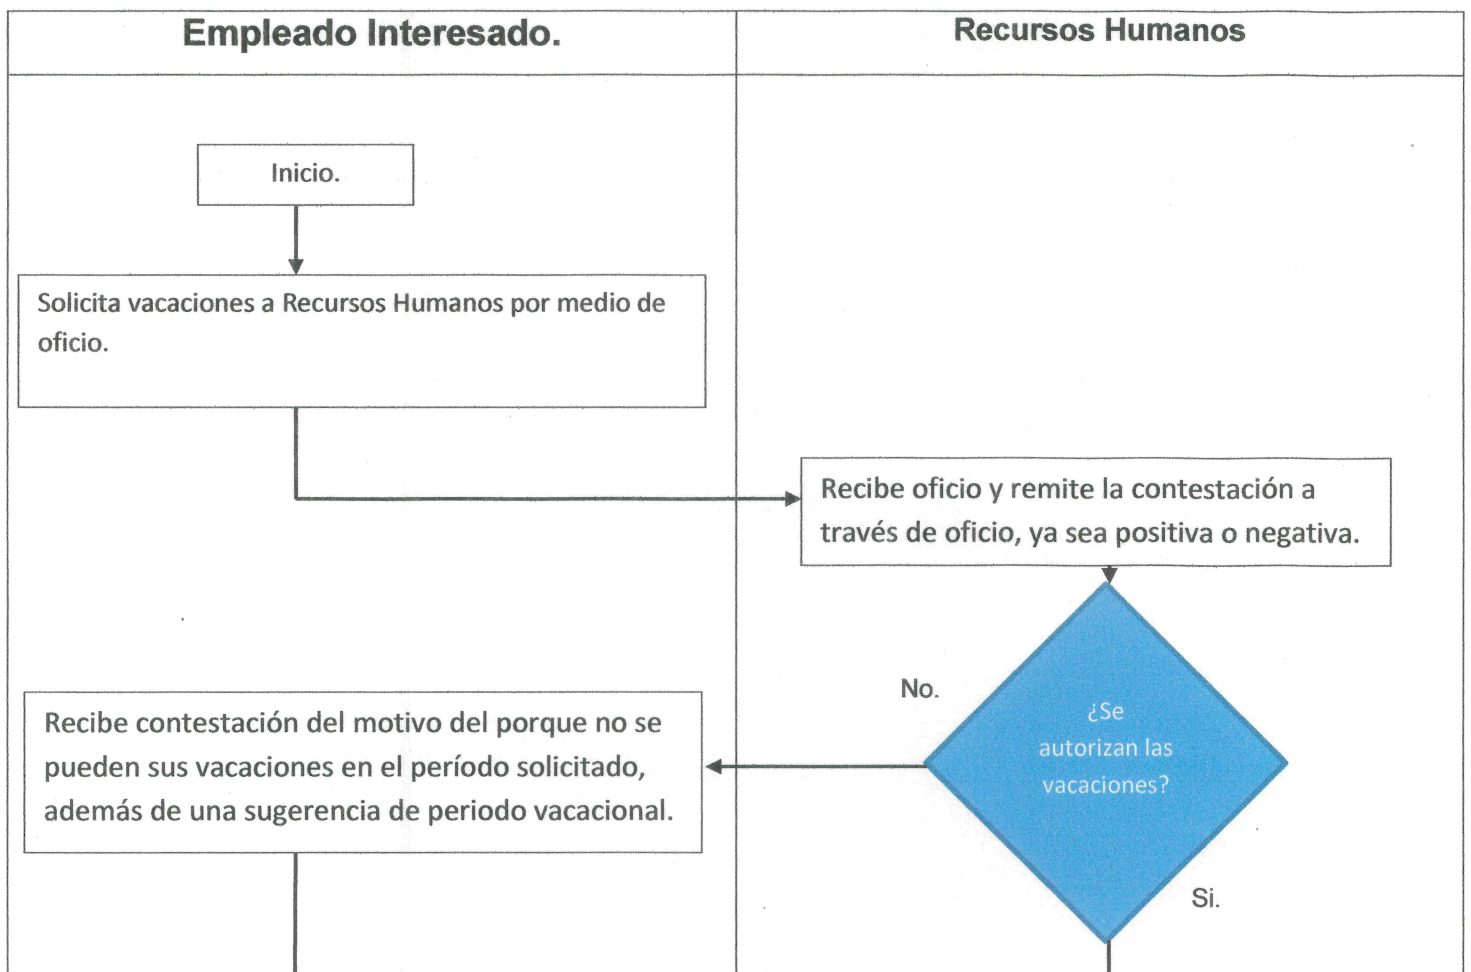 Empleado Interesado.
Recursos Humanos
Inicio.
Solicita vacaciones a Recursos Humanos por medio de
oficio.
Recibe oficio y remite la contestación a
través de oficio, ya sea positiva o negativa.
No.
¿Se
autorizan las
vacaciones?
Recibe contestación del motivo del porque no se
pueden sus vacaciones en el período solicitado,
además de una sugerencia de periodo vacacional.
Si.